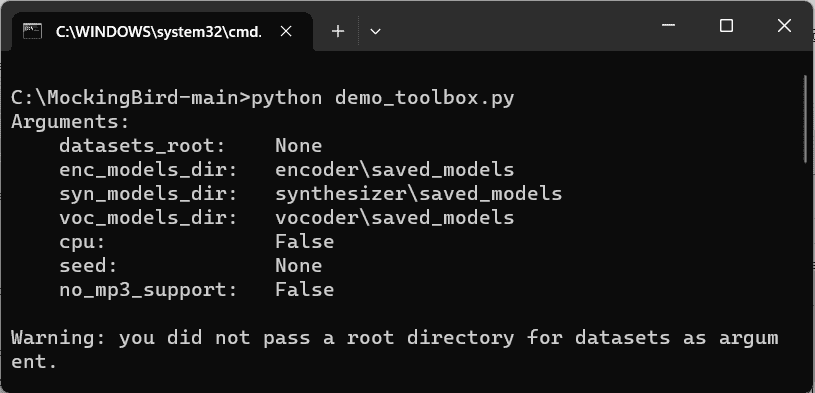 C:\WINDOWS\system32\cmd.
C:\MockingBird-main>python demo_toolbox.py
Arguments:
    datasets_root:    None
    enc_models_dir:   encoder\saved_models
    syn_models_dir:   synthesizer\saved_models
    voc_models_dir:   vocoder\saved_models
    cpu:              False
    seed:             None
    no_mp3_support:   False
Warning: you did not pass a root directory for datasets as argum
ent.